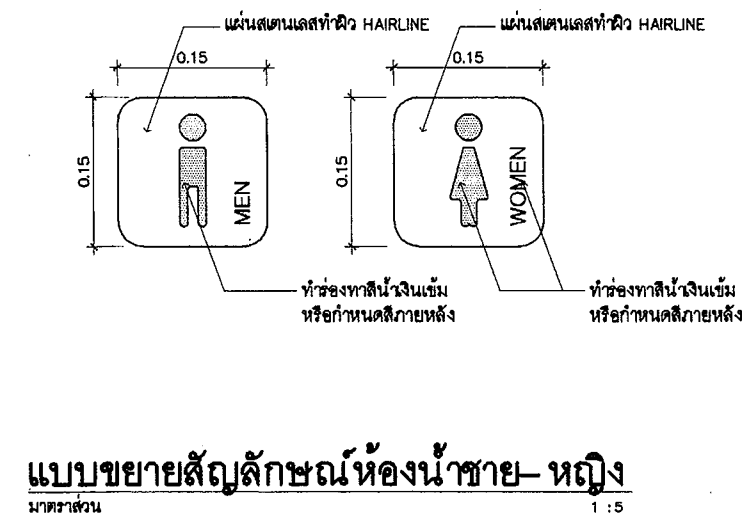 แผ่นสเตนเลสทำผิว HAIRLINE
0.15
0.15
MEN
ทำร่องทาสีน้ำเงินเข้ม
หรือกำหนดสีภายหลัง
แผ่นสเตนเลสทำผิว HAIRLINE
0.15
0.15
WOMEN
ทำร่องทาสีน้ำเงินเข้ม
หรือกำหนดสีภายหลัง
แบบขยายสัญลักษณ์ห้องน้ำชาย-หญิง
มาตราส่วน 1 :5